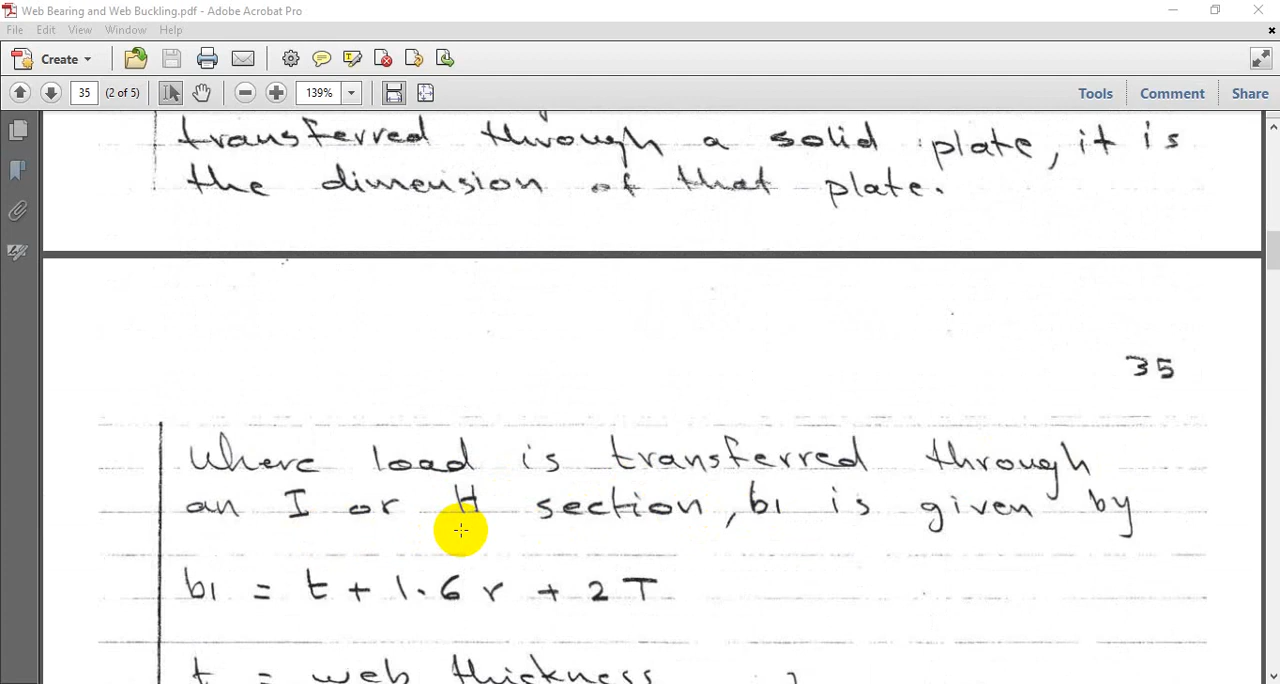 Web Bearing and Web Buckling.pdf - Adobe Acrobat Pro
File Edit View Window Help
Create
35 (2 of 5) 139% Tools Comment Share
transferred through a solid plate, it is
the dimension of that plate.
35
Where load is transferred through
an I or H section, b1 is given by
b1 = t + 1.6 r + 2 T
t = web thickness